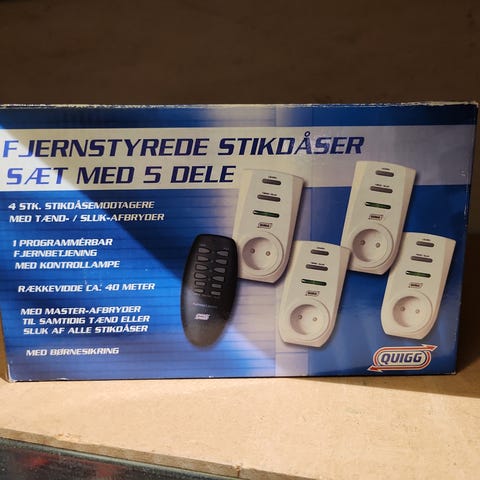 FJERNSTYREDE STIKDÅSER
SÆT MED 5 DELE
4 STK. STIKDÅSEMODTAGERE
MED TÆND- / SLUK-AFBRYDER
1 PROGRAMMÉRBAR
FJERNBETJENING
MED KONTROLLAMPE
RÆKKEVIDDE CA. 40 METER
MED MASTER-AFBRYDER
TIL SAMTIDIG TÆND ELLER
SLUK AF ALLE STIKDÅSER
MED BØRNESIKRING
QUIGG